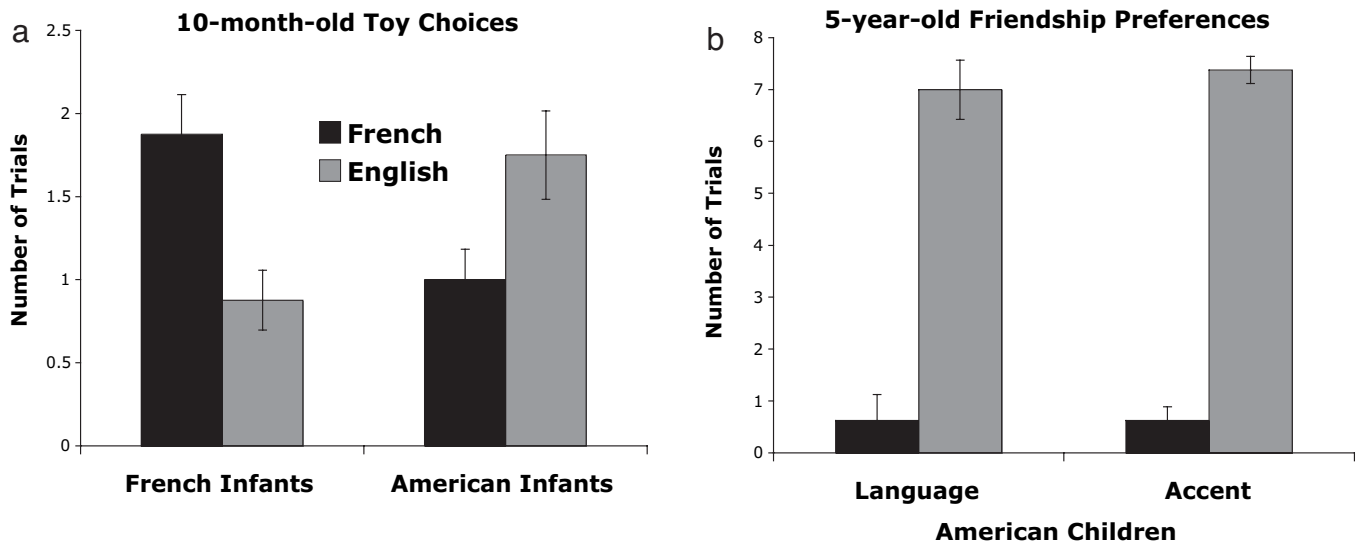 a
10-month-old Toy Choices
2.5
2
1.5
1
0.5
0
Number of Trials
French
English
French Infants
American Infants
b
5-year-old Friendship Preferences
8
7
6
5
4
3
2
1
0
Number of Trials
Language
Accent
American Children